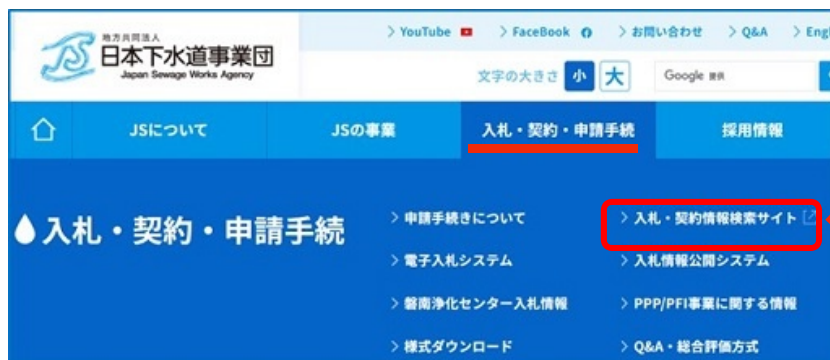 地方共同法人
日本下水道事業団
Japan Sewage Works Agency
> YouTube > FaceBook > お問い合わせ > Q&A > Engl
文字の大きさ 小 大 Google 提供
JSについて JSの事業 入札・契約・申請手続 採用情報
入札・契約・申請手続
> 申請手続きについて > 入札・契約情報検索サイト
> 電子入札システム > 入札情報公開システム
> 磐南浄化センター入札情報 > PPP/PFI事業に関する情報
> 様式ダウンロード > Q&A・総合評価方式